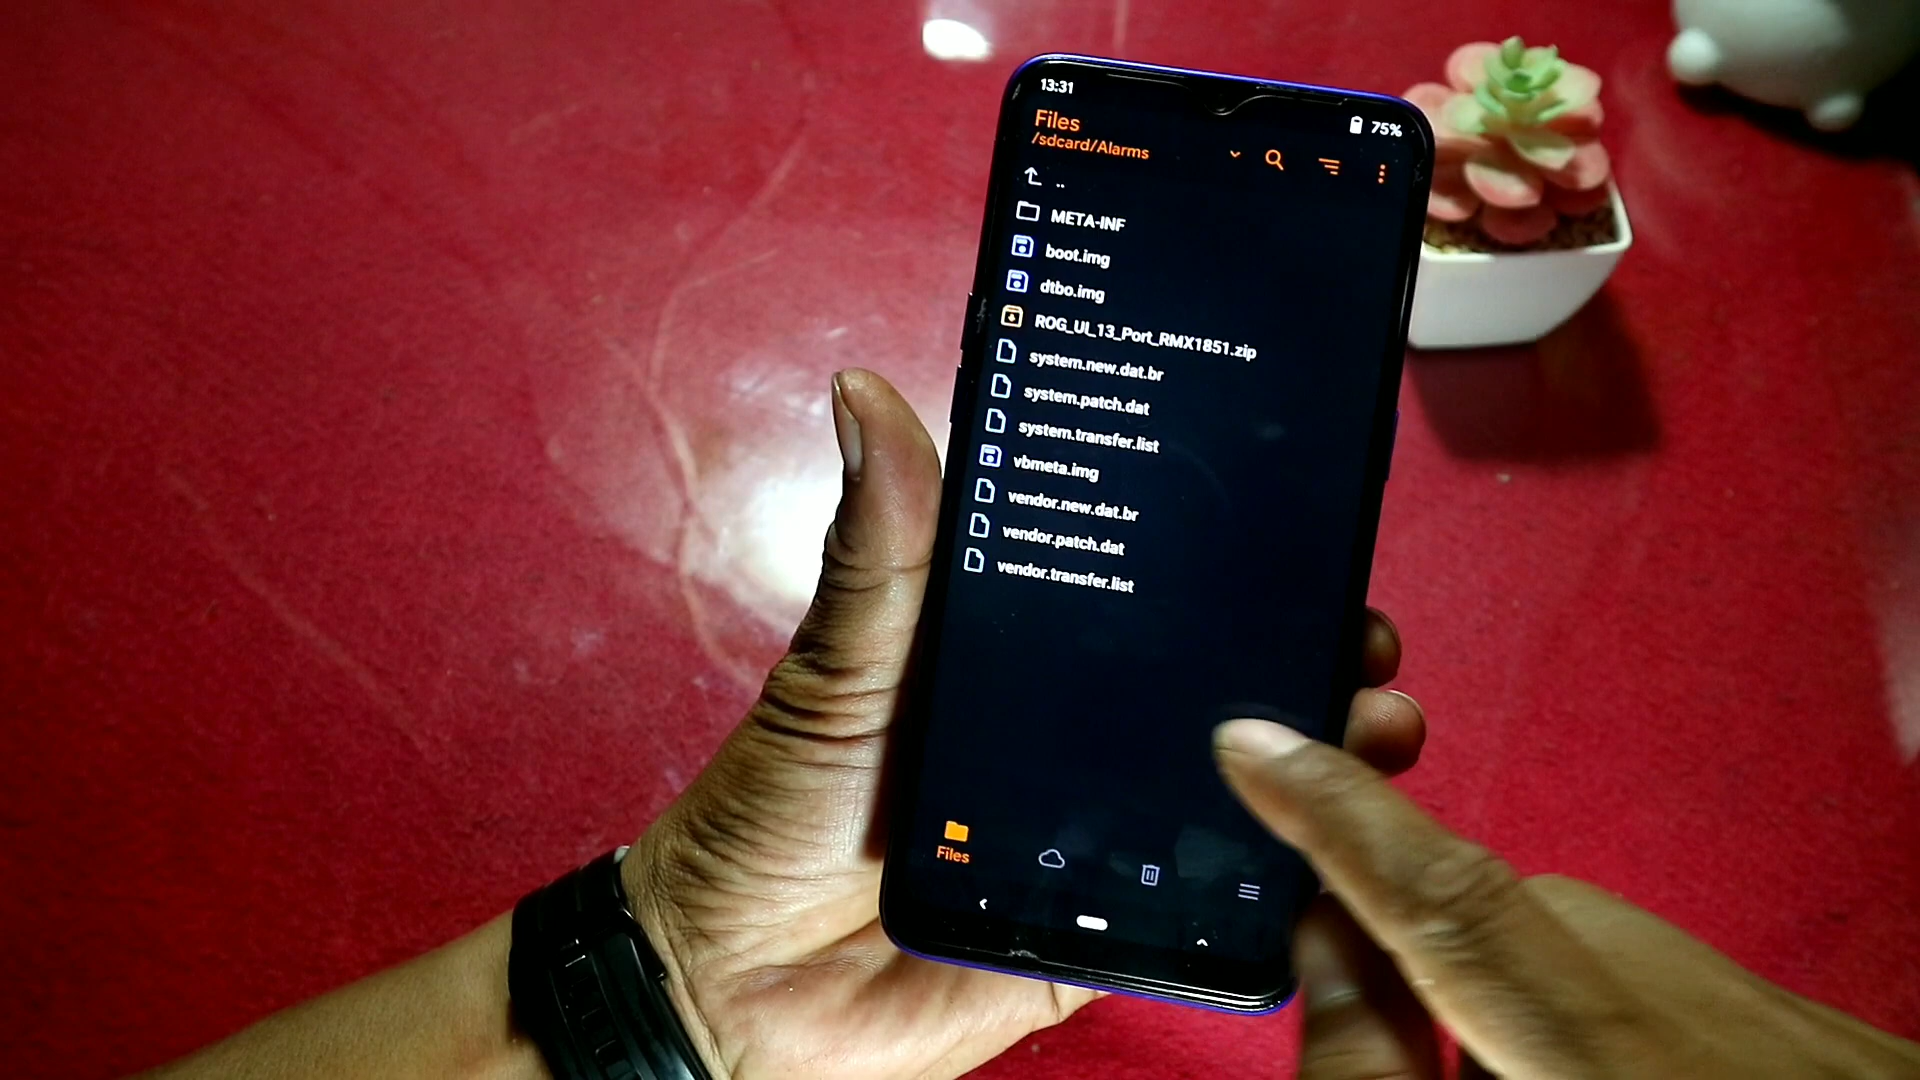 13:31
75%
Files
/sdcard/Alarms
..
META-INF
boot.img
dtbo.img
ROG_UI_13_Port_RMX1851.zip
system.new.dat.br
system.patch.dat
system.transfer.list
vbmeta.img
vendor.new.dat.br
vendor.patch.dat
vendor.transfer.list
Files